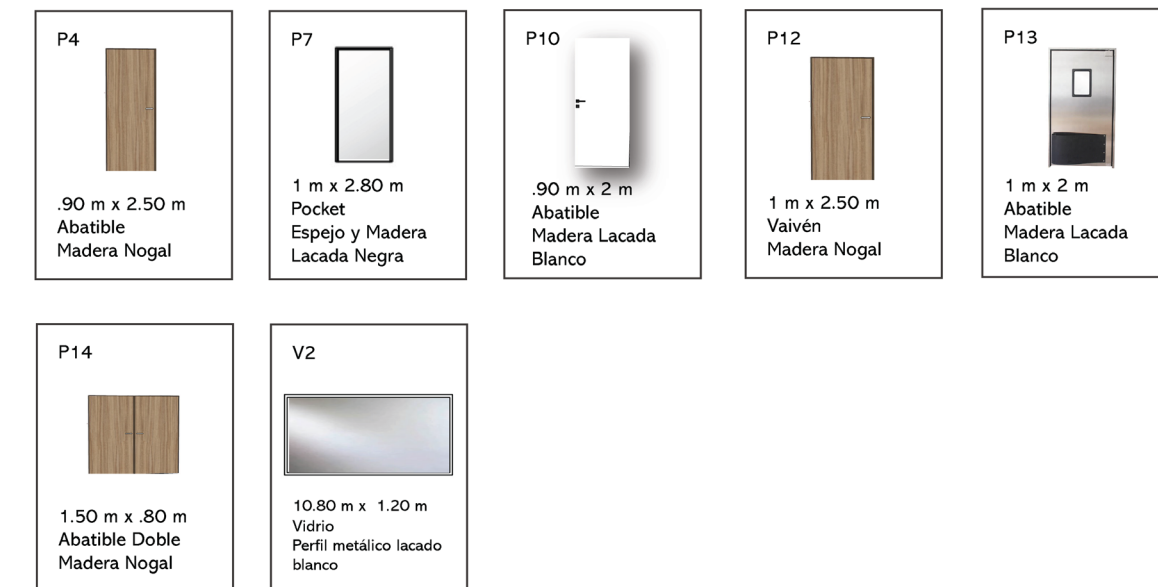 P4
.90 m x 2.50 m
Abatible
Madera Nogal
P7
1 m x 2.80 m
Pocket
Espejo y Madera
Lacada Negra
P10
.90 m x 2 m
Abatible
Madera Lacada
Blanco
P12
1 m x 2.50 m
Vaivén
Madera Nogal
P13
1 m x 2 m
Abatible
Madera Lacada
Blanco
P14
1.50 m x .80 m
Abatible Doble
Madera Nogal
V2
10.80 m x 1.20 m
Vidrio
Perfil metálico lacado
blanco